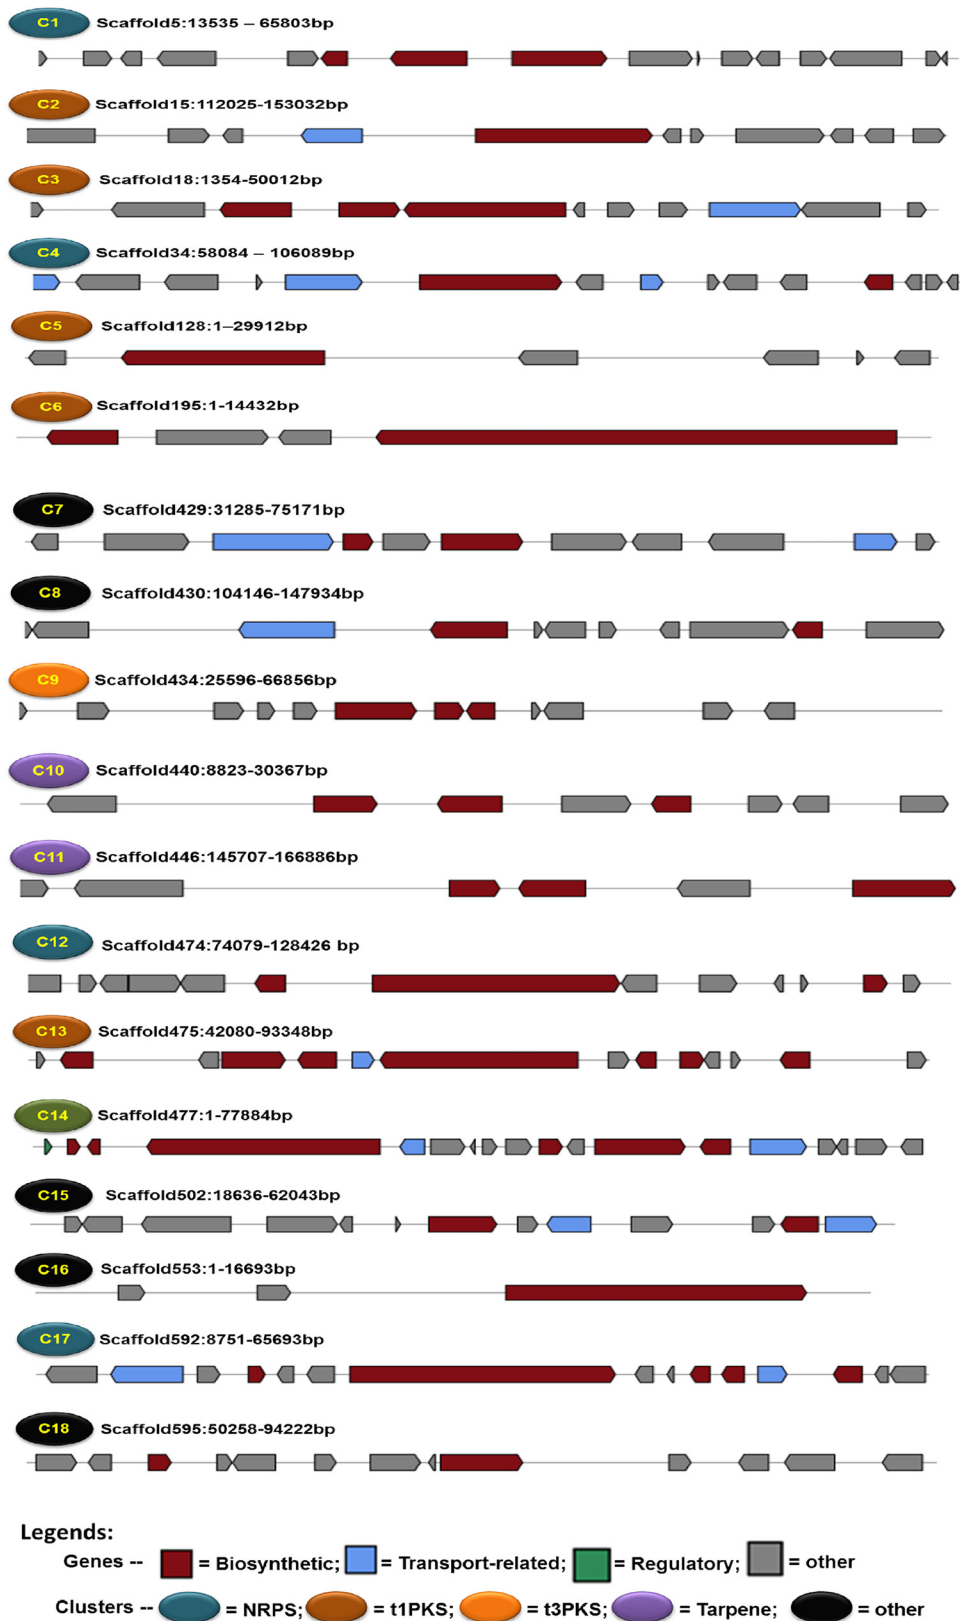 C1 Scaffold5:13535 – 65803bp
C2 Scaffold15:112025-153032bp
C3 Scaffold18:1354-50012bp
C4 Scaffold34:58084 – 106089bp
C5 Scaffold128:1–29912bp
C6 Scaffold195:1-14432bp
C7 Scaffold429:31285-75171bp
C8 Scaffold430:104146-147934bp
C9 Scaffold434:25596-66856bp
C10 Scaffold440:8823-30367bp
C11 Scaffold446:145707-166886bp
C12 Scaffold474:74079-128426 bp
C13 Scaffold475:42080-93348bp
C14 Scaffold477:1-77884bp
C15 Scaffold502:18636-62043bp
C16 Scaffold553:1-16693bp
C17 Scaffold592:8751-65693bp
C18 Scaffold595:50258-94222bp
Legends:
Genes -- = Biosynthetic; = Transport-related; = Regulatory; = other
Clusters -- = NRPS; = t1PKS; = t3PKS; = Tarpene; = other